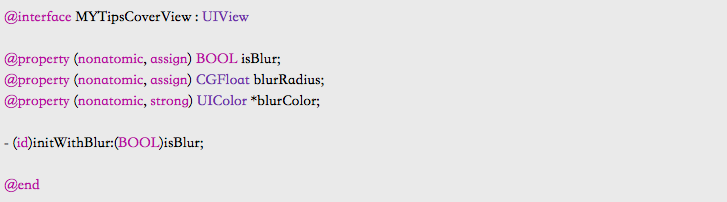 @interface MYTipsCoverView : UIView
@property (nonatomic, assign) BOOL isBlur;
@property (nonatomic, assign) CGFloat blurRadius;
@property (nonatomic, strong) UIColor *blurColor;
- (id)initWithBlur:(BOOL)isBlur;
@end